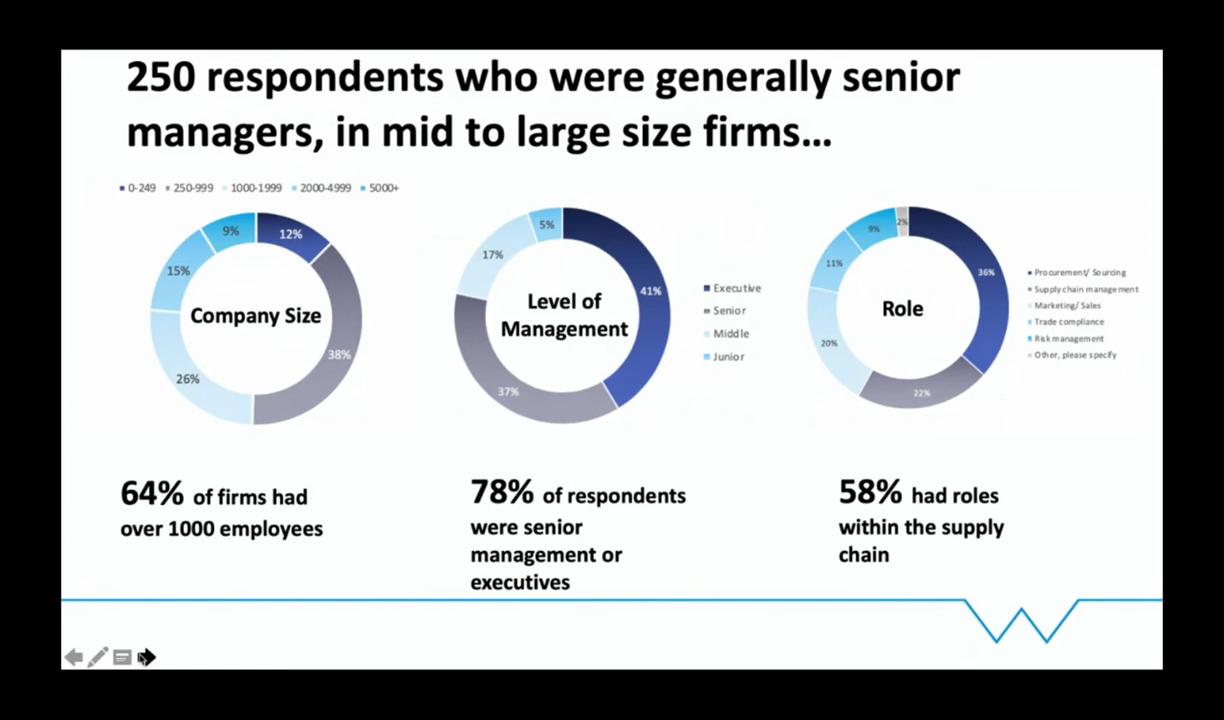 250 respondents who were generally senior
managers, in mid to large size firms...
0-249 250-999 1000-1999 2000-4999 5000+
12%
38%
26%
15%
9%
Company Size
41%
37%
17%
5%
Level of
Management
Executive
Senior
Middle
Junior
36%
22%
20%
11%
9%
2%
Role
Procurement/ Sourcing
Supply chain management
Marketing/ Sales
Trade compliance
Risk management
Other, please specify
64% of firms had
over 1000 employees
78% of respondents
were senior
management or
executives
58% had roles
within the supply
chain